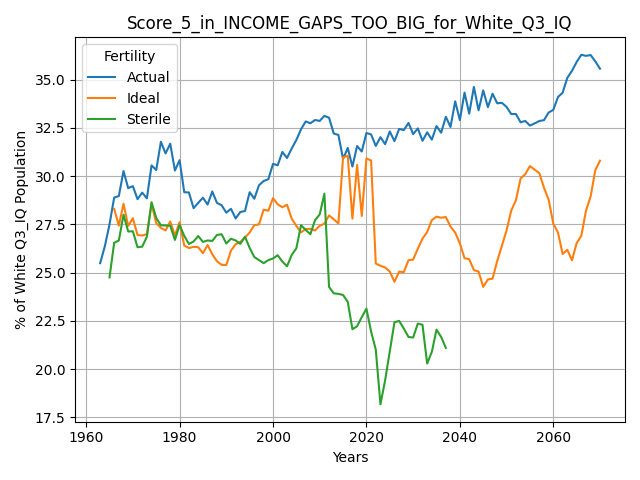 Score_5_in_INCOME_GAPS_TOO_BIG_for_White_Q3_IQ
Fertility
Actual
Ideal
Sterile
% of White Q3_IQ Population
35.0
32.5
30.0
27.5
25.0
22.5
20.0
17.5
1960 1980 2000 2020 2040 2060
Years